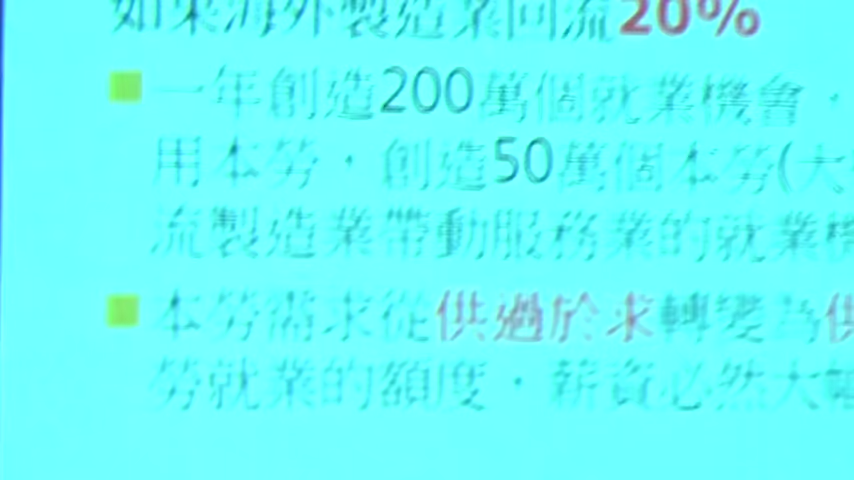 如果海外製造業回流20%
一年創造200萬個就業機會，
用本勞，創造50萬個本勞(大
流製造業帶動服務業的就業機
本勞需求從供過於求轉變為供
勞就業的額度，薪資必然大幅